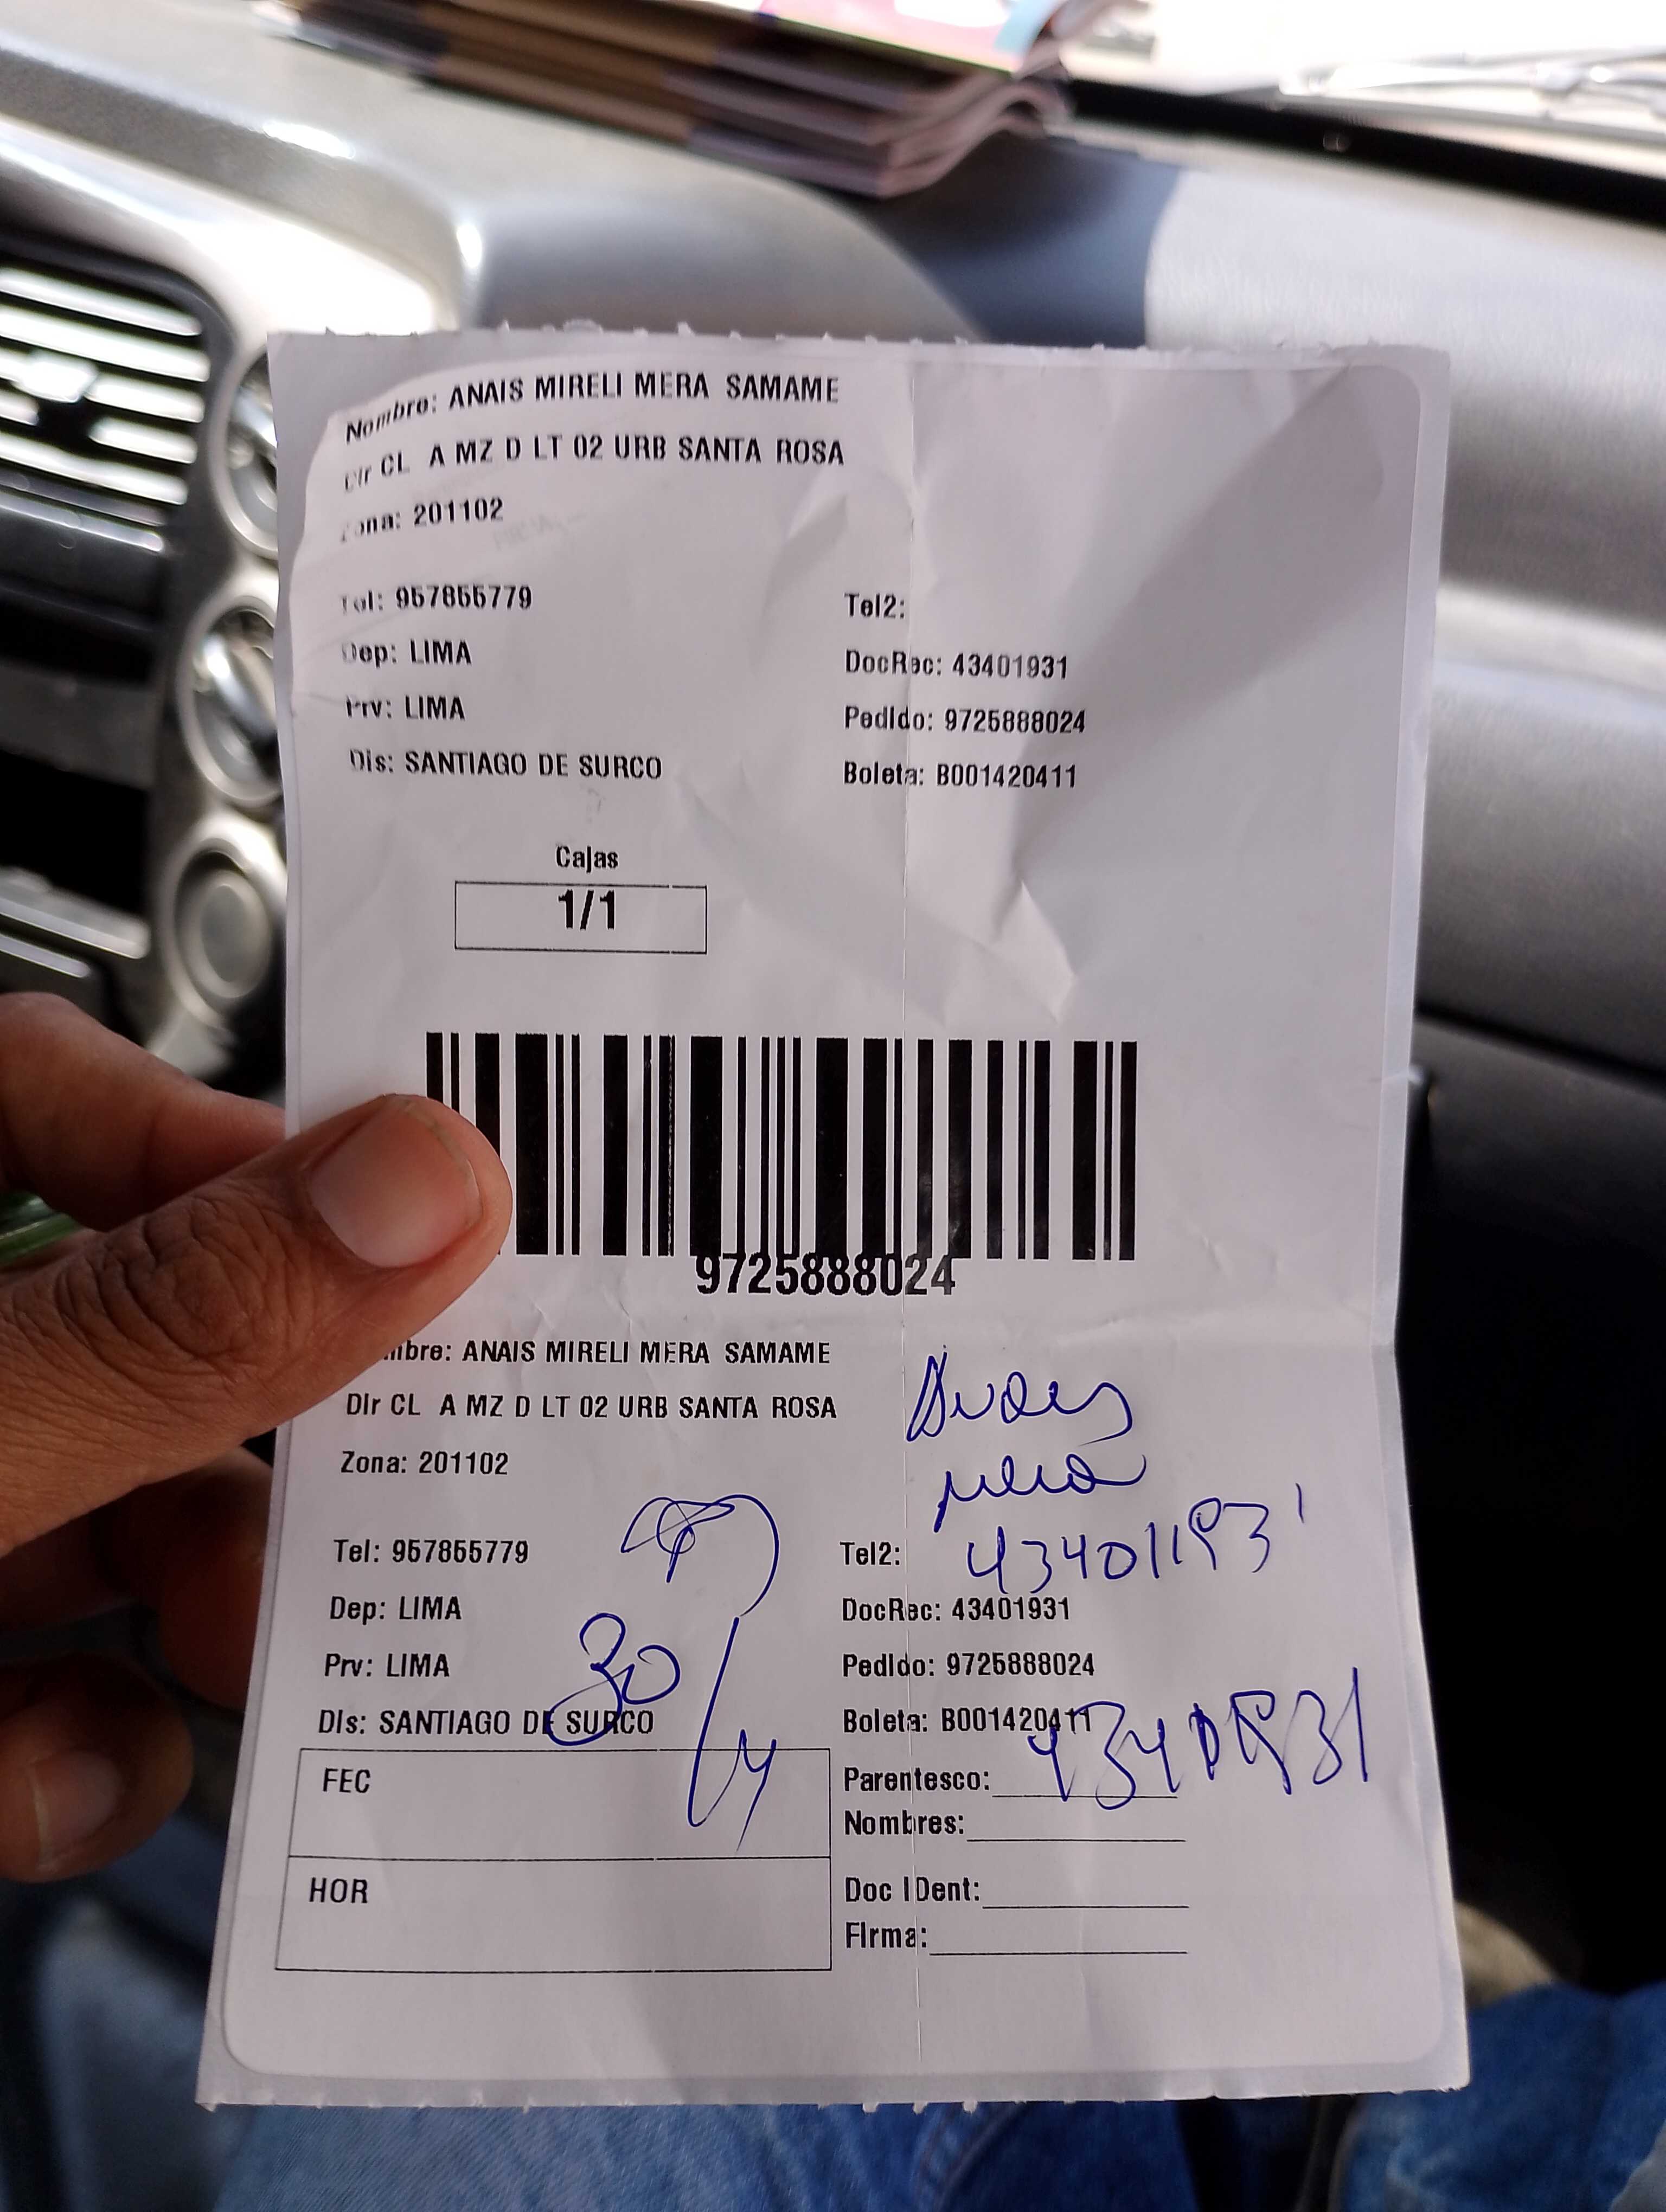 Nombre: ANAIS MIRELI MERA SAMAME
Dir CL A MZ D LT 02 URB SANTA ROSA
Zona: 201102
Tel: 957855779
Tel2:
Dep: LIMA
DocRec: 43401931
Prv: LIMA
Pedido: 9725888024
Dis: SANTIAGO DE SURCO
Boleta: B001420411
Cajas
1/1
9725888024
mbre: ANAIS MIRELI MERA SAMAME
Dir CL A MZ D LT 02 URB SANTA ROSA
Zona: 201102
mera
Tel: 957855779
Tel2: 43401193
Dep: LIMA
DocRec: 43401931
Prv: LIMA
Pedido: 9725888024
30/4
Dis: SANTIAGO DE SURCO
Boleta: B001420411
43401931
FEC
Parentesco:
Nombres:
HOR
Doc IDent:
Firma: